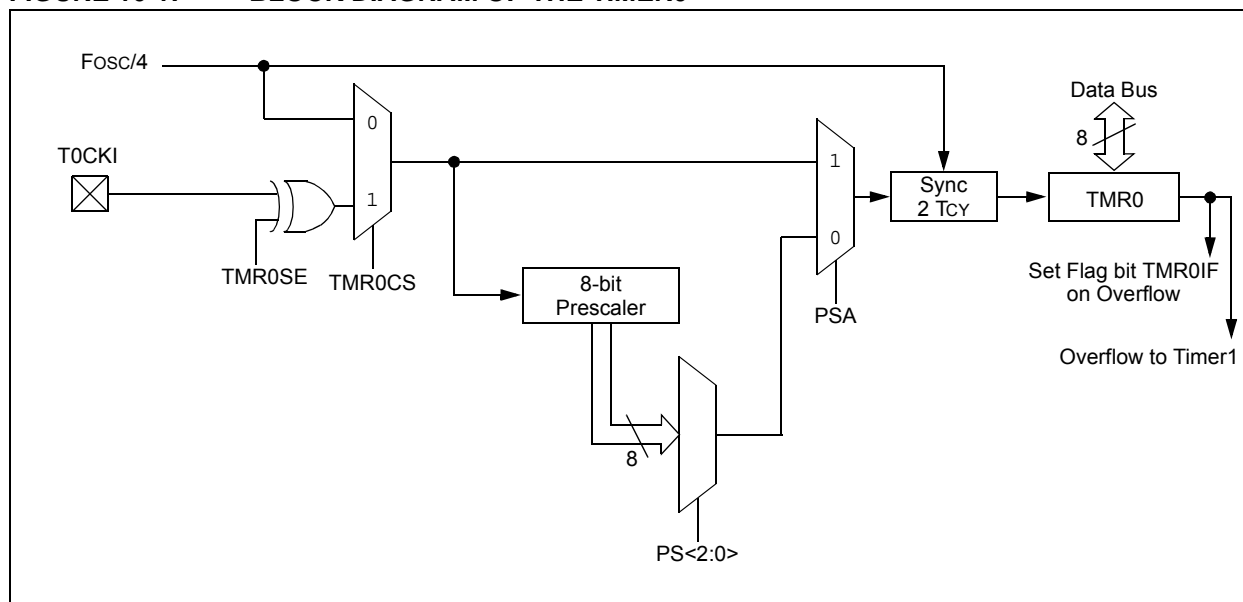 FOSC/4
Data Bus
8
T0CKI
0
1
1
0
Sync
2 TCY
TMR0
TMR0SE
TMR0CS
8-bit
Prescaler
PSA
Set Flag bit TMR0IF
on Overflow
Overflow to Timer1
8
PS<2:0>